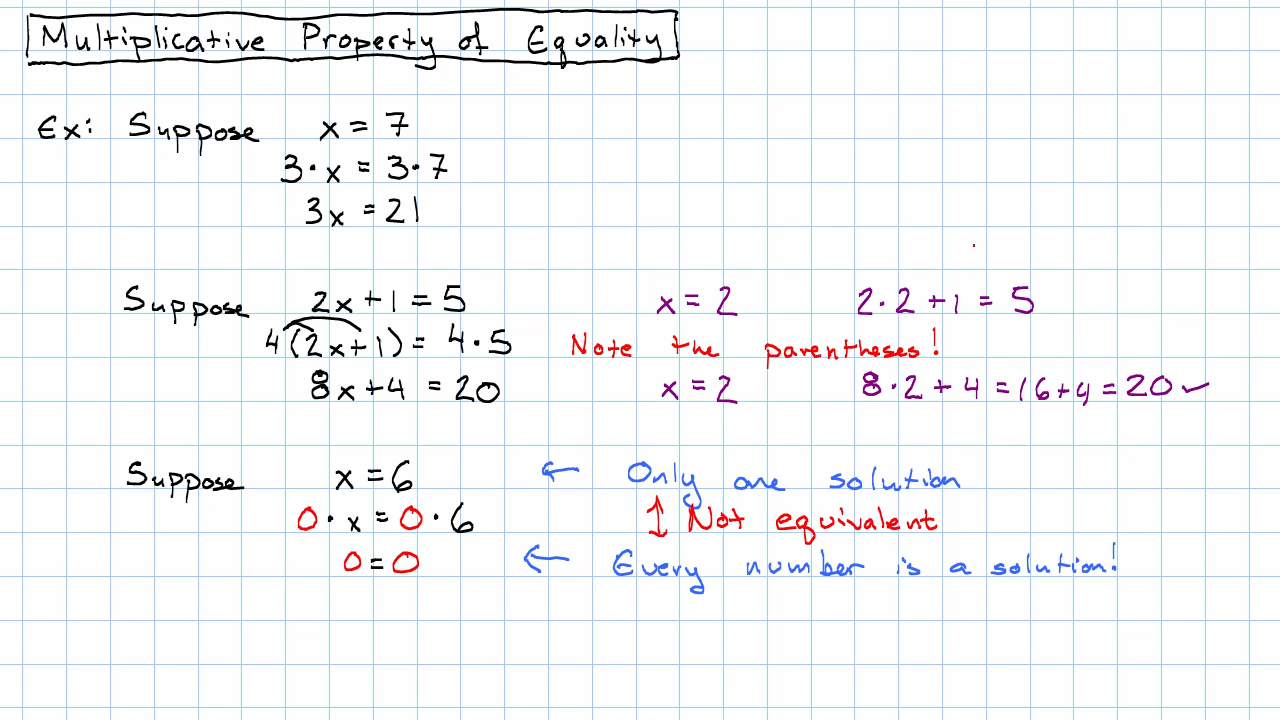 Multiplicative Property of Equality
Ex: Suppose x = 7
3·x = 3·7
3x = 21
Suppose 2x+1 = 5 x = 2 2·2+1 = 5
4(2x+1) = 4·5 Note the parentheses!
8x+4 = 20 x = 2 8·2+4 = 16+4 = 20 ✓
Suppose x = 6 ← Only one solution
0·x = 0·6 ↕ Not equivalent
0 = 0 ← Every number is a solution!